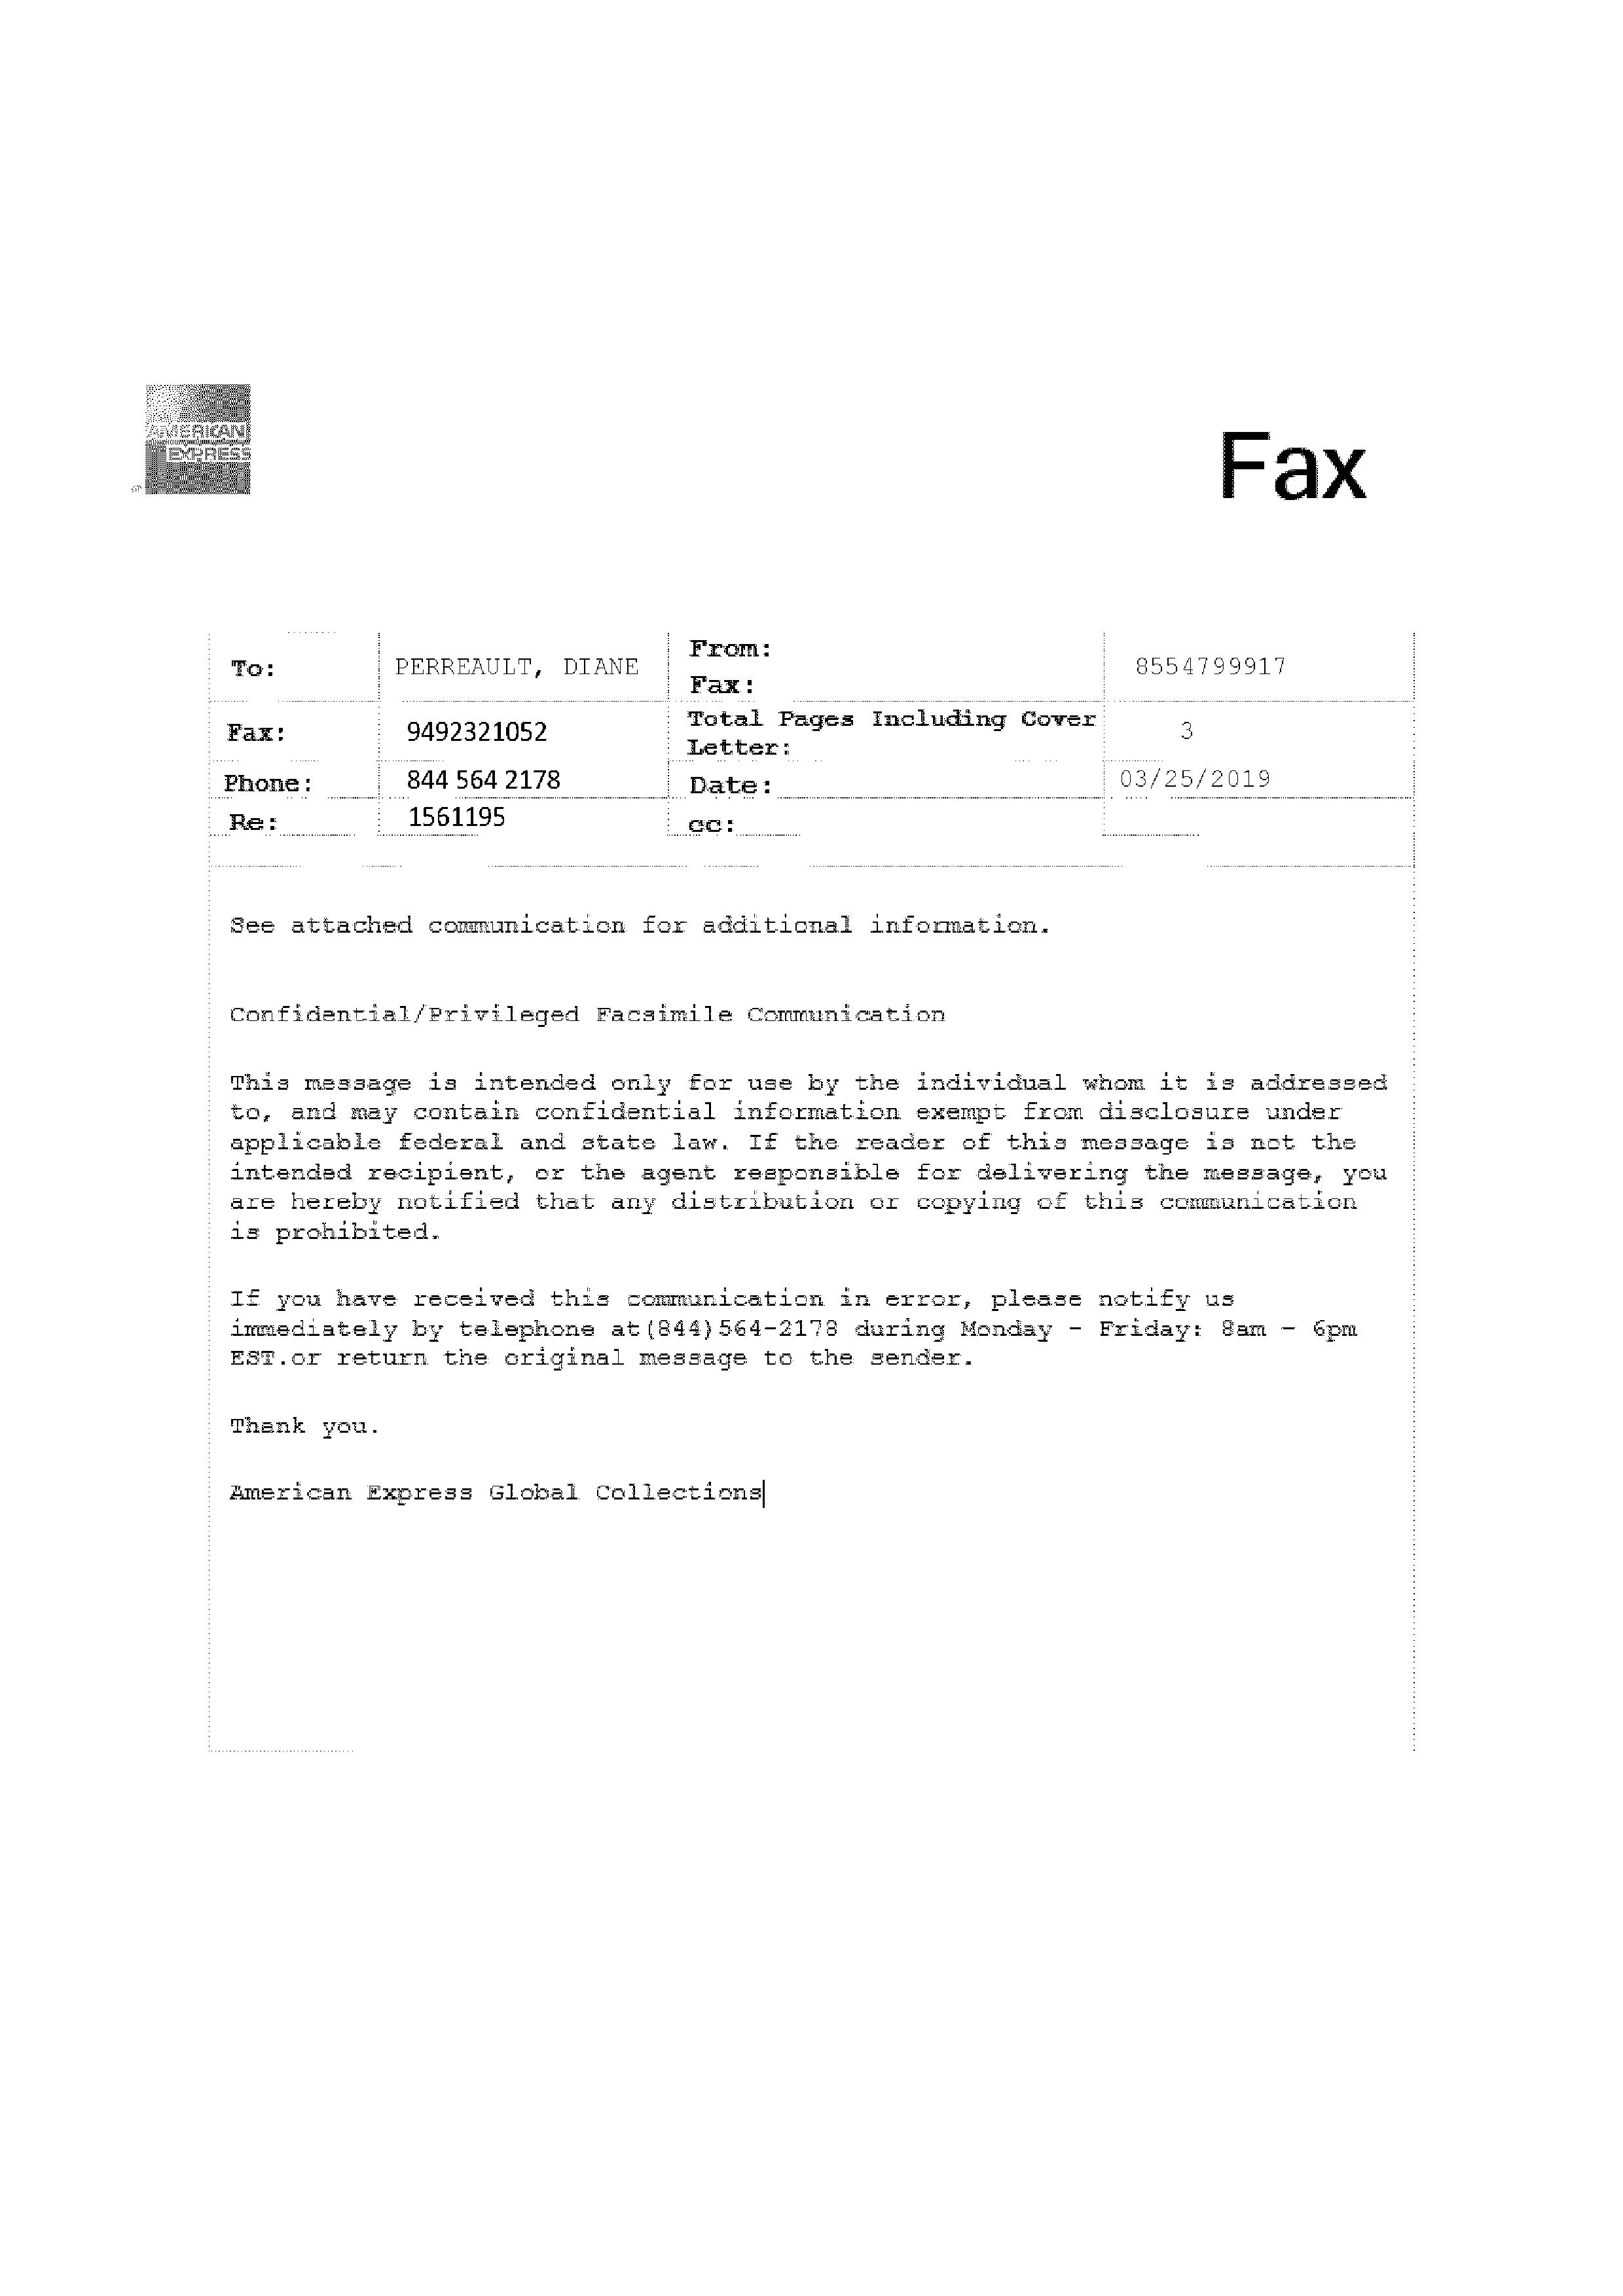 AMERICAN
EXPRESS
®
Fax
To: PERREAULT, DIANE From: 8554799917
Fax:
Fax: 9492321052 Total Pages Including Cover 3
Letter:
Phone: 844 564 2178 Date: 03/25/2019
Re: 1561195 cc:
See attached communication for additional information.
Confidential/Privileged Facsimile Communication
This message is intended only for use by the individual whom it is addressed
to, and may contain confidential information exempt from disclosure under
applicable federal and state law. If the reader of this message is not the
intended recipient, or the agent responsible for delivering the message, you
are hereby notified that any distribution or copying of this communication
is prohibited.
If you have received this communication in error, please notify us
immediately by telephone at(844)564-2178 during Monday - Friday: 8am - 6pm
EST.or return the original message to the sender.
Thank you.
American Express Global Collections